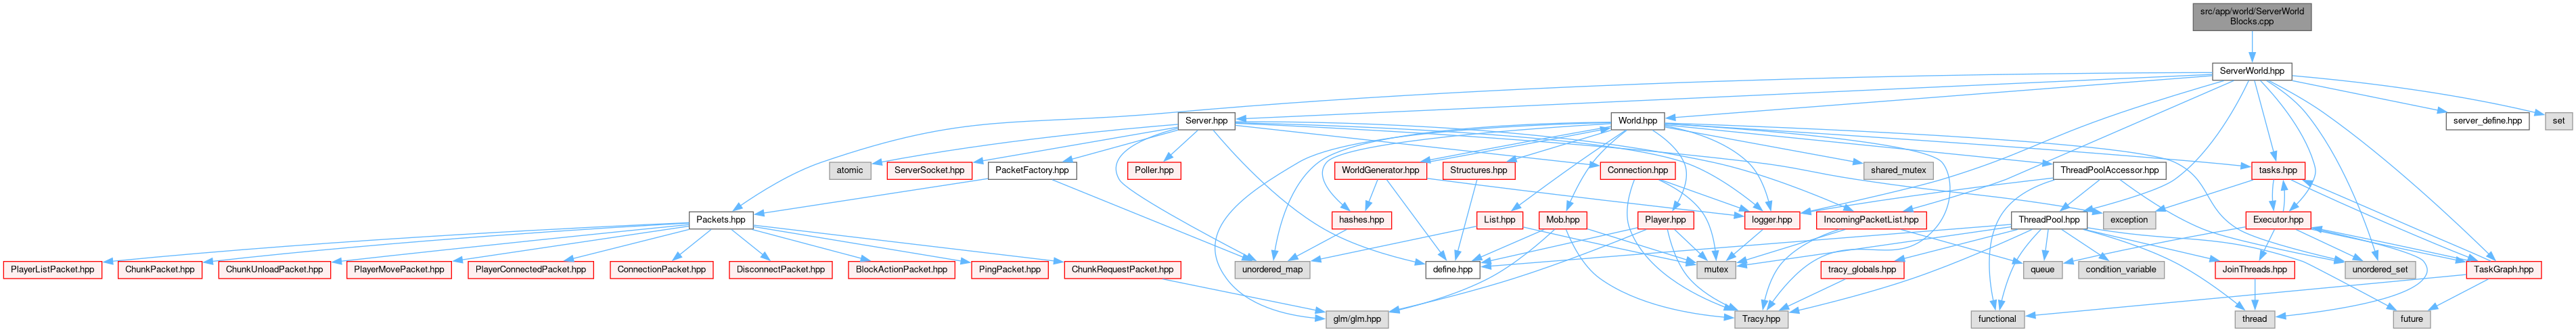 src/app/world/ServerWorld
Blocks.cpp
ServerWorld.hpp
Server.hpp
World.hpp
server_define.hpp
set
atomic
ServerSocket.hpp
PacketFactory.hpp
Poller.hpp
WorldGenerator.hpp
Structures.hpp
Connection.hpp
shared_mutex
ThreadPoolAccessor.hpp
tasks.hpp
Packets.hpp
hashes.hpp
List.hpp
Mob.hpp
Player.hpp
logger.hpp
IncomingPacketList.hpp
ThreadPool.hpp
exception
Executor.hpp
PlayerListPacket.hpp
ChunkPacket.hpp
ChunkUnloadPacket.hpp
PlayerMovePacket.hpp
PlayerConnectedPacket.hpp
ConnectionPacket.hpp
DisconnectPacket.hpp
BlockActionPacket.hpp
PingPacket.hpp
ChunkRequestPacket.hpp
unordered_map
define.hpp
mutex
tracy_globals.hpp
queue
condition_variable
JoinThreads.hpp
unordered_set
TaskGraph.hpp
glm/glm.hpp
Tracy.hpp
functional
thread
future